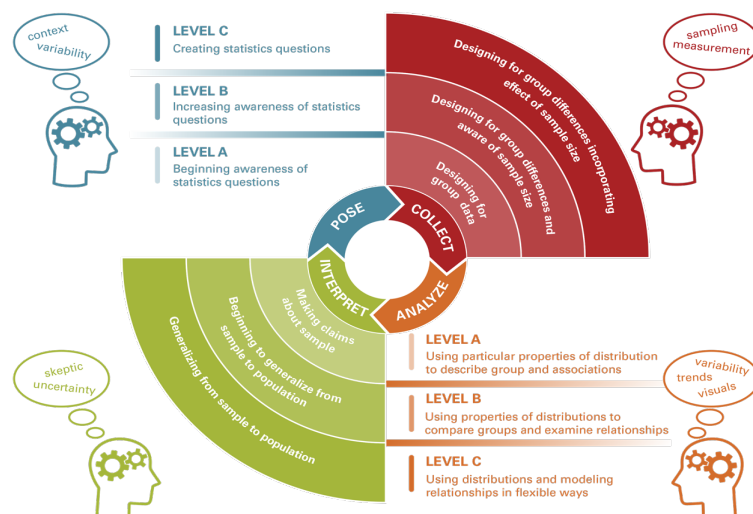 context
variability
LEVEL C
Creating statistics questions
LEVEL B
Increasing awareness of statistics
questions
LEVEL A
Beginning awareness of
statistics questions
sampling
measurement
Designing for group differences incorporating
effect of sample size
Designing for group differences and
aware of sample size
Designing for
group data
POSE
COLLECT
ANALYZE
INTERPRET
Making claims
about sample
Beginning to generalize from
sample to population
Generalizing from sample to population
skeptic
uncertainty
LEVEL A
Using particular properties of distribution
to describe group and associations
LEVEL B
Using properties of distributions to
compare groups and examine relationships
LEVEL C
Using distributions and modeling
relationships in flexible ways
variability
trends
visuals